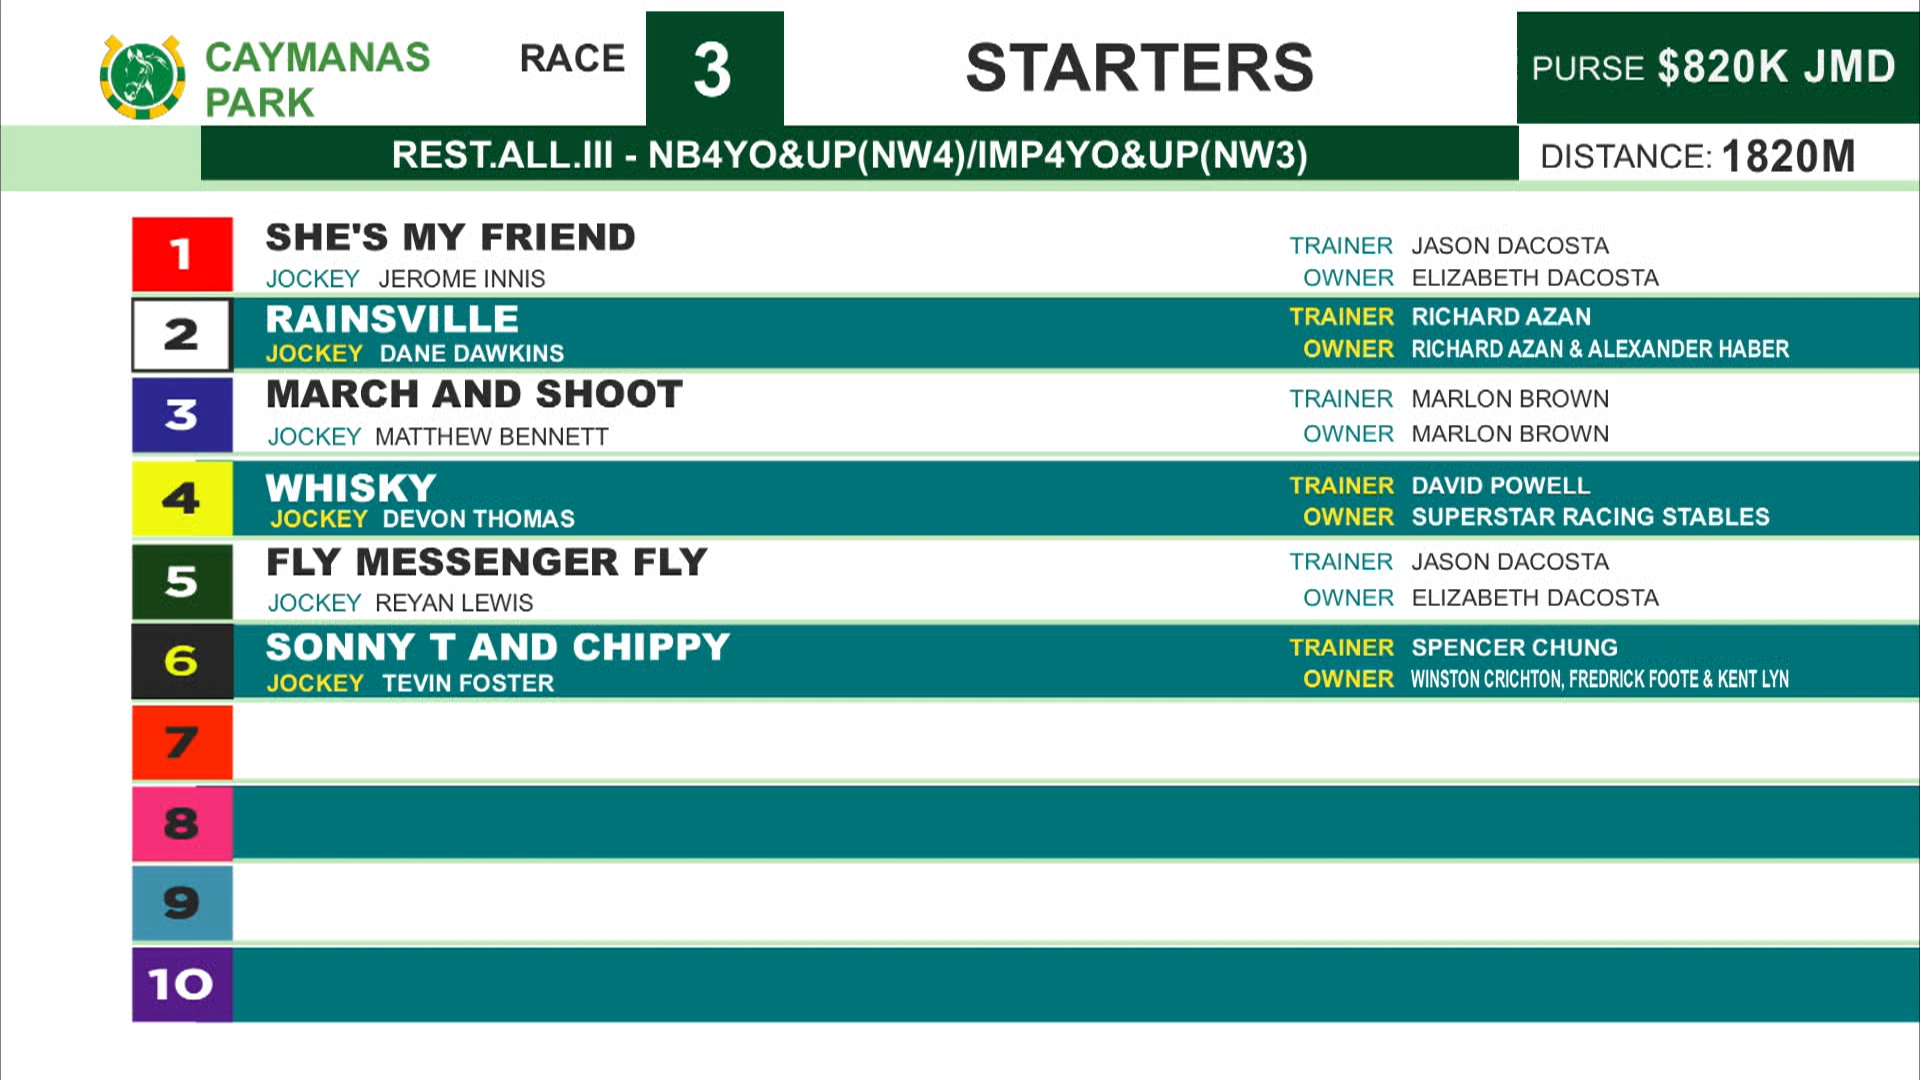 CAYMANAS PARK
RACE 3
STARTERS
PURSE $820K JMD
REST.ALL.III - NB4YO&UP(NW4)/IMP4YO&UP(NW3)
DISTANCE: 1820M
1 SHE'S MY FRIEND
JOCKEY JEROME INNIS
TRAINER JASON DACOSTA
OWNER ELIZABETH DACOSTA
2 RAINSVILLE
JOCKEY DANE DAWKINS
TRAINER RICHARD AZAN
OWNER RICHARD AZAN & ALEXANDER HABER
3 MARCH AND SHOOT
JOCKEY MATTHEW BENNETT
TRAINER MARLON BROWN
OWNER MARLON BROWN
4 WHISKY
JOCKEY DEVON THOMAS
TRAINER DAVID POWELL
OWNER SUPERSTAR RACING STABLES
5 FLY MESSENGER FLY
JOCKEY REYAN LEWIS
TRAINER JASON DACOSTA
OWNER ELIZABETH DACOSTA
6 SONNY T AND CHIPPY
JOCKEY TEVIN FOSTER
TRAINER SPENCER CHUNG
OWNER WINSTON CRICHTON, FREDRICK FOOTE & KENT LYN
7
8
9
10